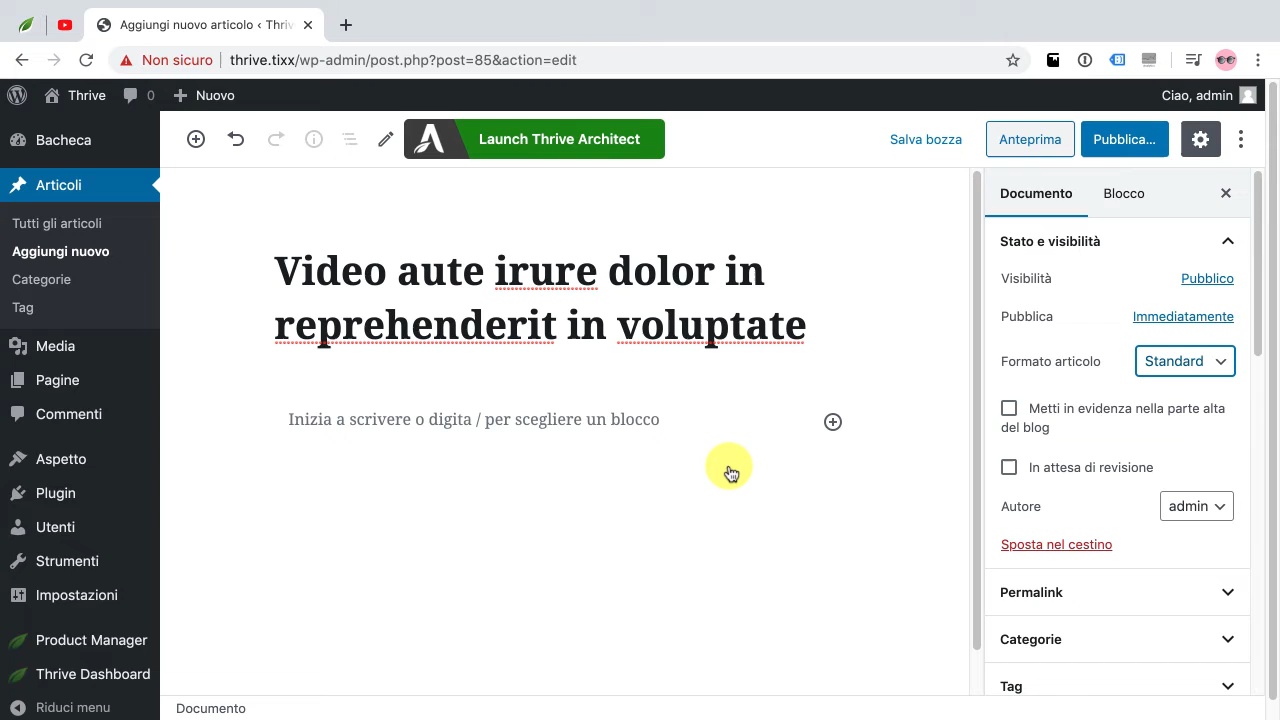 Aggiungi nuovo articolo ‹ Thriv
Non sicuro
thrive.tixx/wp-admin/post.php?post=85&action=edit
Thrive
0
Nuovo
Ciao, admin
Bacheca
Articoli
Tutti gli articoli
Aggiungi nuovo
Categorie
Tag
Media
Pagine
Commenti
Aspetto
Plugin
Utenti
Strumenti
Impostazioni
Product Manager
Thrive Dashboard
Riduci menu
Launch Thrive Architect
Salva bozza
Anteprima
Pubblica...
Video aute irure dolor in
reprehenderit in voluptate
Inizia a scrivere o digita / per scegliere un blocco
Documento
Blocco
Stato e visibilità
Visibilità
Pubblico
Pubblica
Immediatamente
Formato articolo
Standard
Metti in evidenza nella parte alta
del blog
In attesa di revisione
Autore
admin
Sposta nel cestino
Permalink
Categorie
Tag
Documento